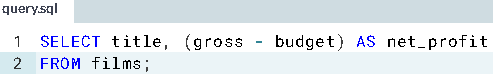 query.sql
1 SELECT title, (gross - budget) AS net_profit
2 FROM films;